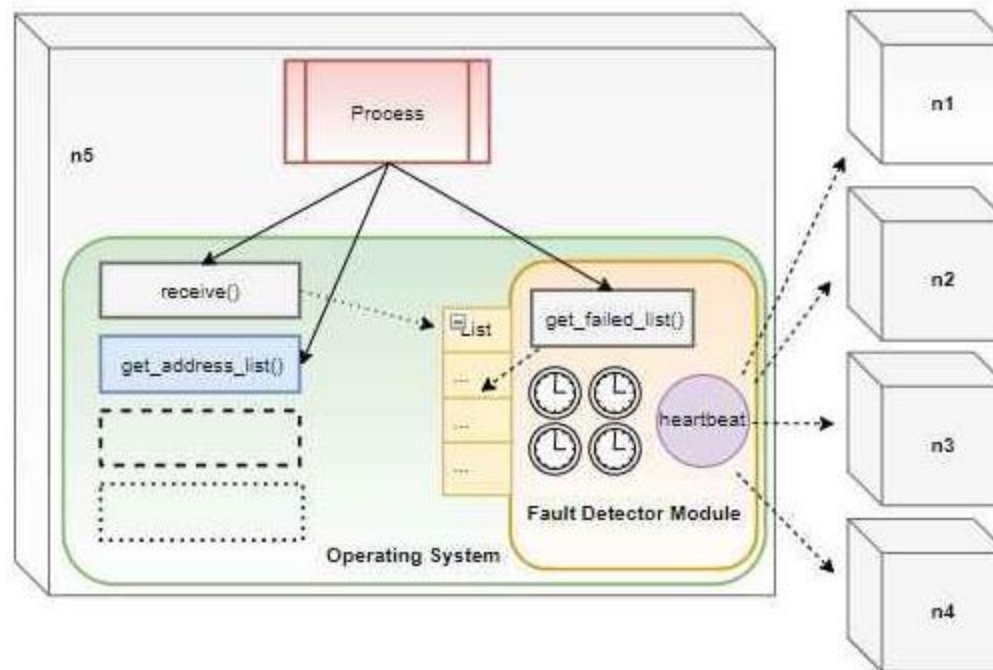 n5
Process
receive()
get_address_list()
List
...
...
...
get_failed_list()
heartbeat
Fault Detector Module
Operating System
n1
n2
n3
n4